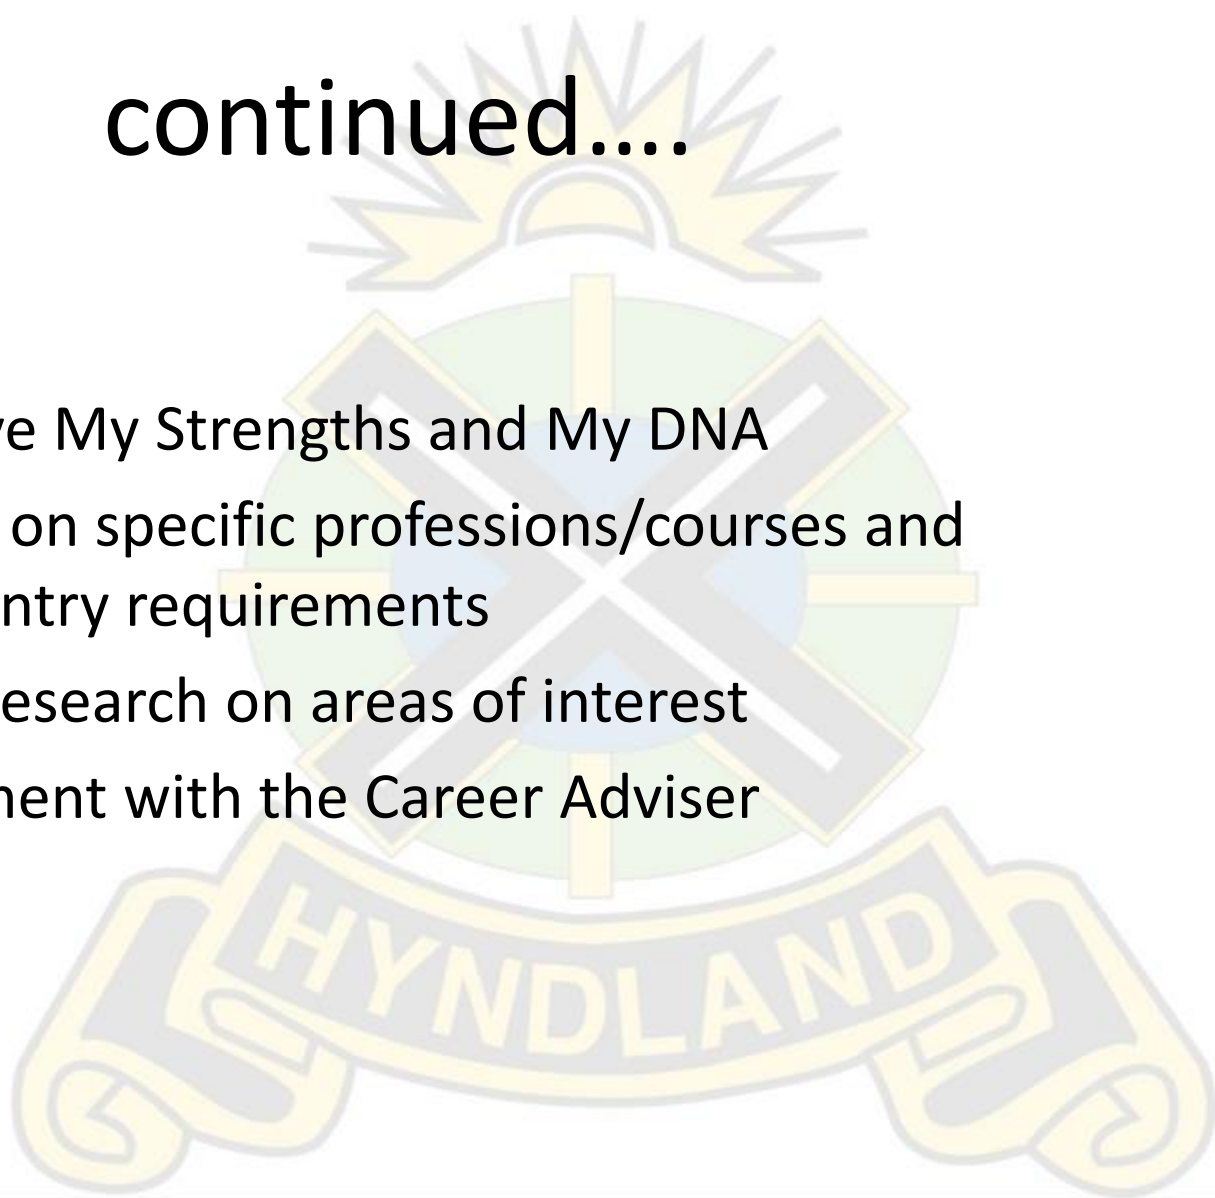 continued....
ve My Strengths and My DNA
on specific professions/courses and
ntry requirements
esearch on areas of interest
nent with the Career Adviser
HYNDLAND